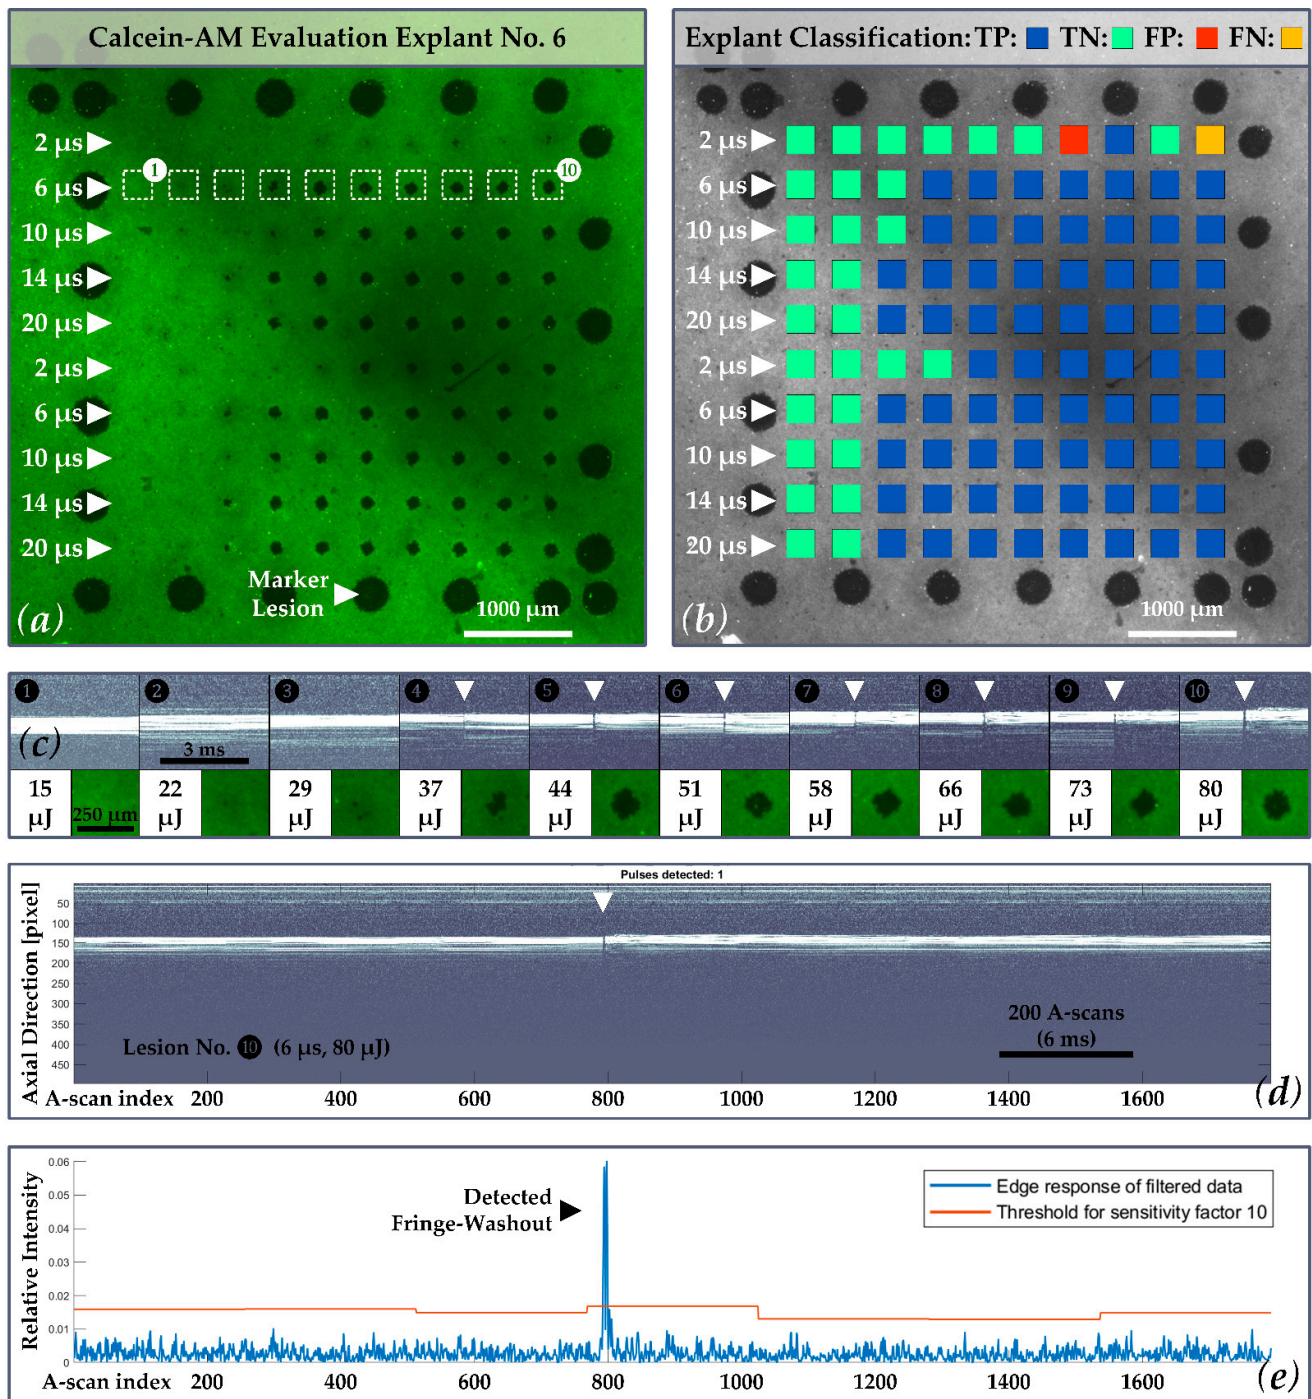 Calcein-AM Evaluation Explant No. 6
2 µs
1
6 µs
10
10 µs
14 µs
20 µs
2 µs
6 µs
10 µs
14 µs
20 µs
Marker
Lesion
1000 µm
(a)
Explant Classification: TP: TN: FP: FN:
2 µs
6 µs
10 µs
14 µs
20 µs
2 µs
6 µs
10 µs
14 µs
20 µs
1000 µm
(b)
1 2 3 4 5 6 7 8 9 10
(c)
3 ms
15 µJ
22 µJ
29 µJ
37 µJ
44 µJ
51 µJ
58 µJ
66 µJ
73 µJ
80 µJ
250 µm
Pulses detected: 1
Axial Direction [pixel]
50
100
150
200
250
300
350
400
450
Lesion No. 10 (6 µs, 80 µJ)
200 A-scans
(6 ms)
A-scan index 200 400 600 800 1000 1200 1400 1600
(d)
Relative Intensity
0.06
0.05
0.04
0.03
0.02
0.01
0
Detected
Fringe-Washout
Edge response of filtered data
Threshold for sensitivity factor 10
A-scan index 200 400 600 800 1000 1200 1400 1600
(e)